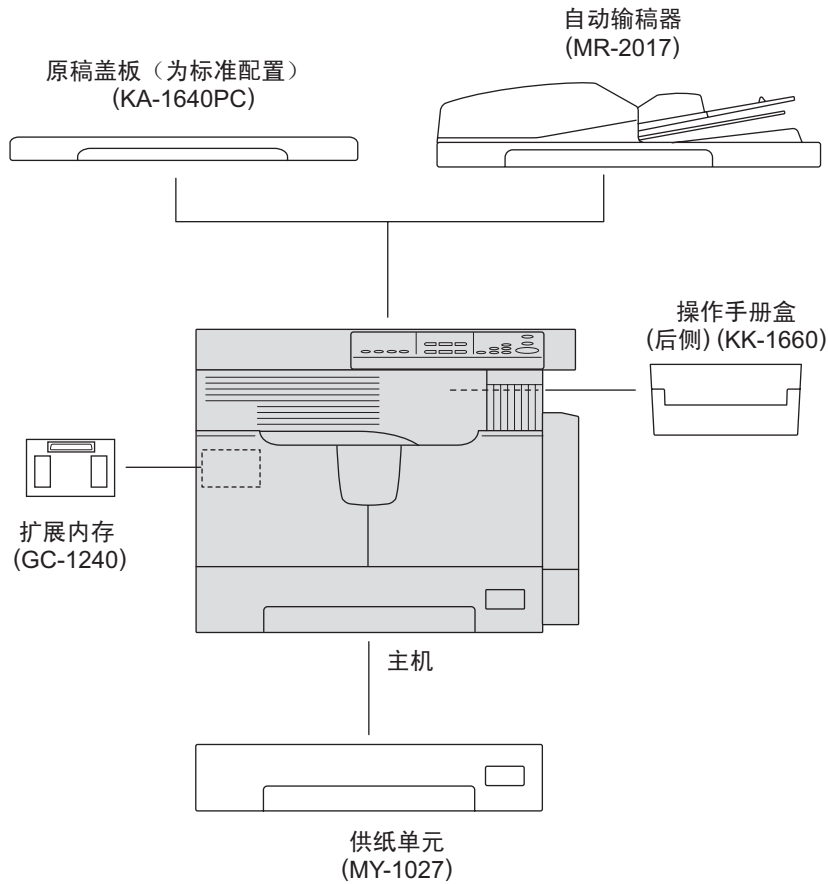 自动输稿器
(MR-2017)
原稿盖板（为标准配置）
(KA-1640PC)
操作手册盒
(后侧) (KK-1660)
扩展内存
(GC-1240)
主机
供纸单元
(MY-1027)